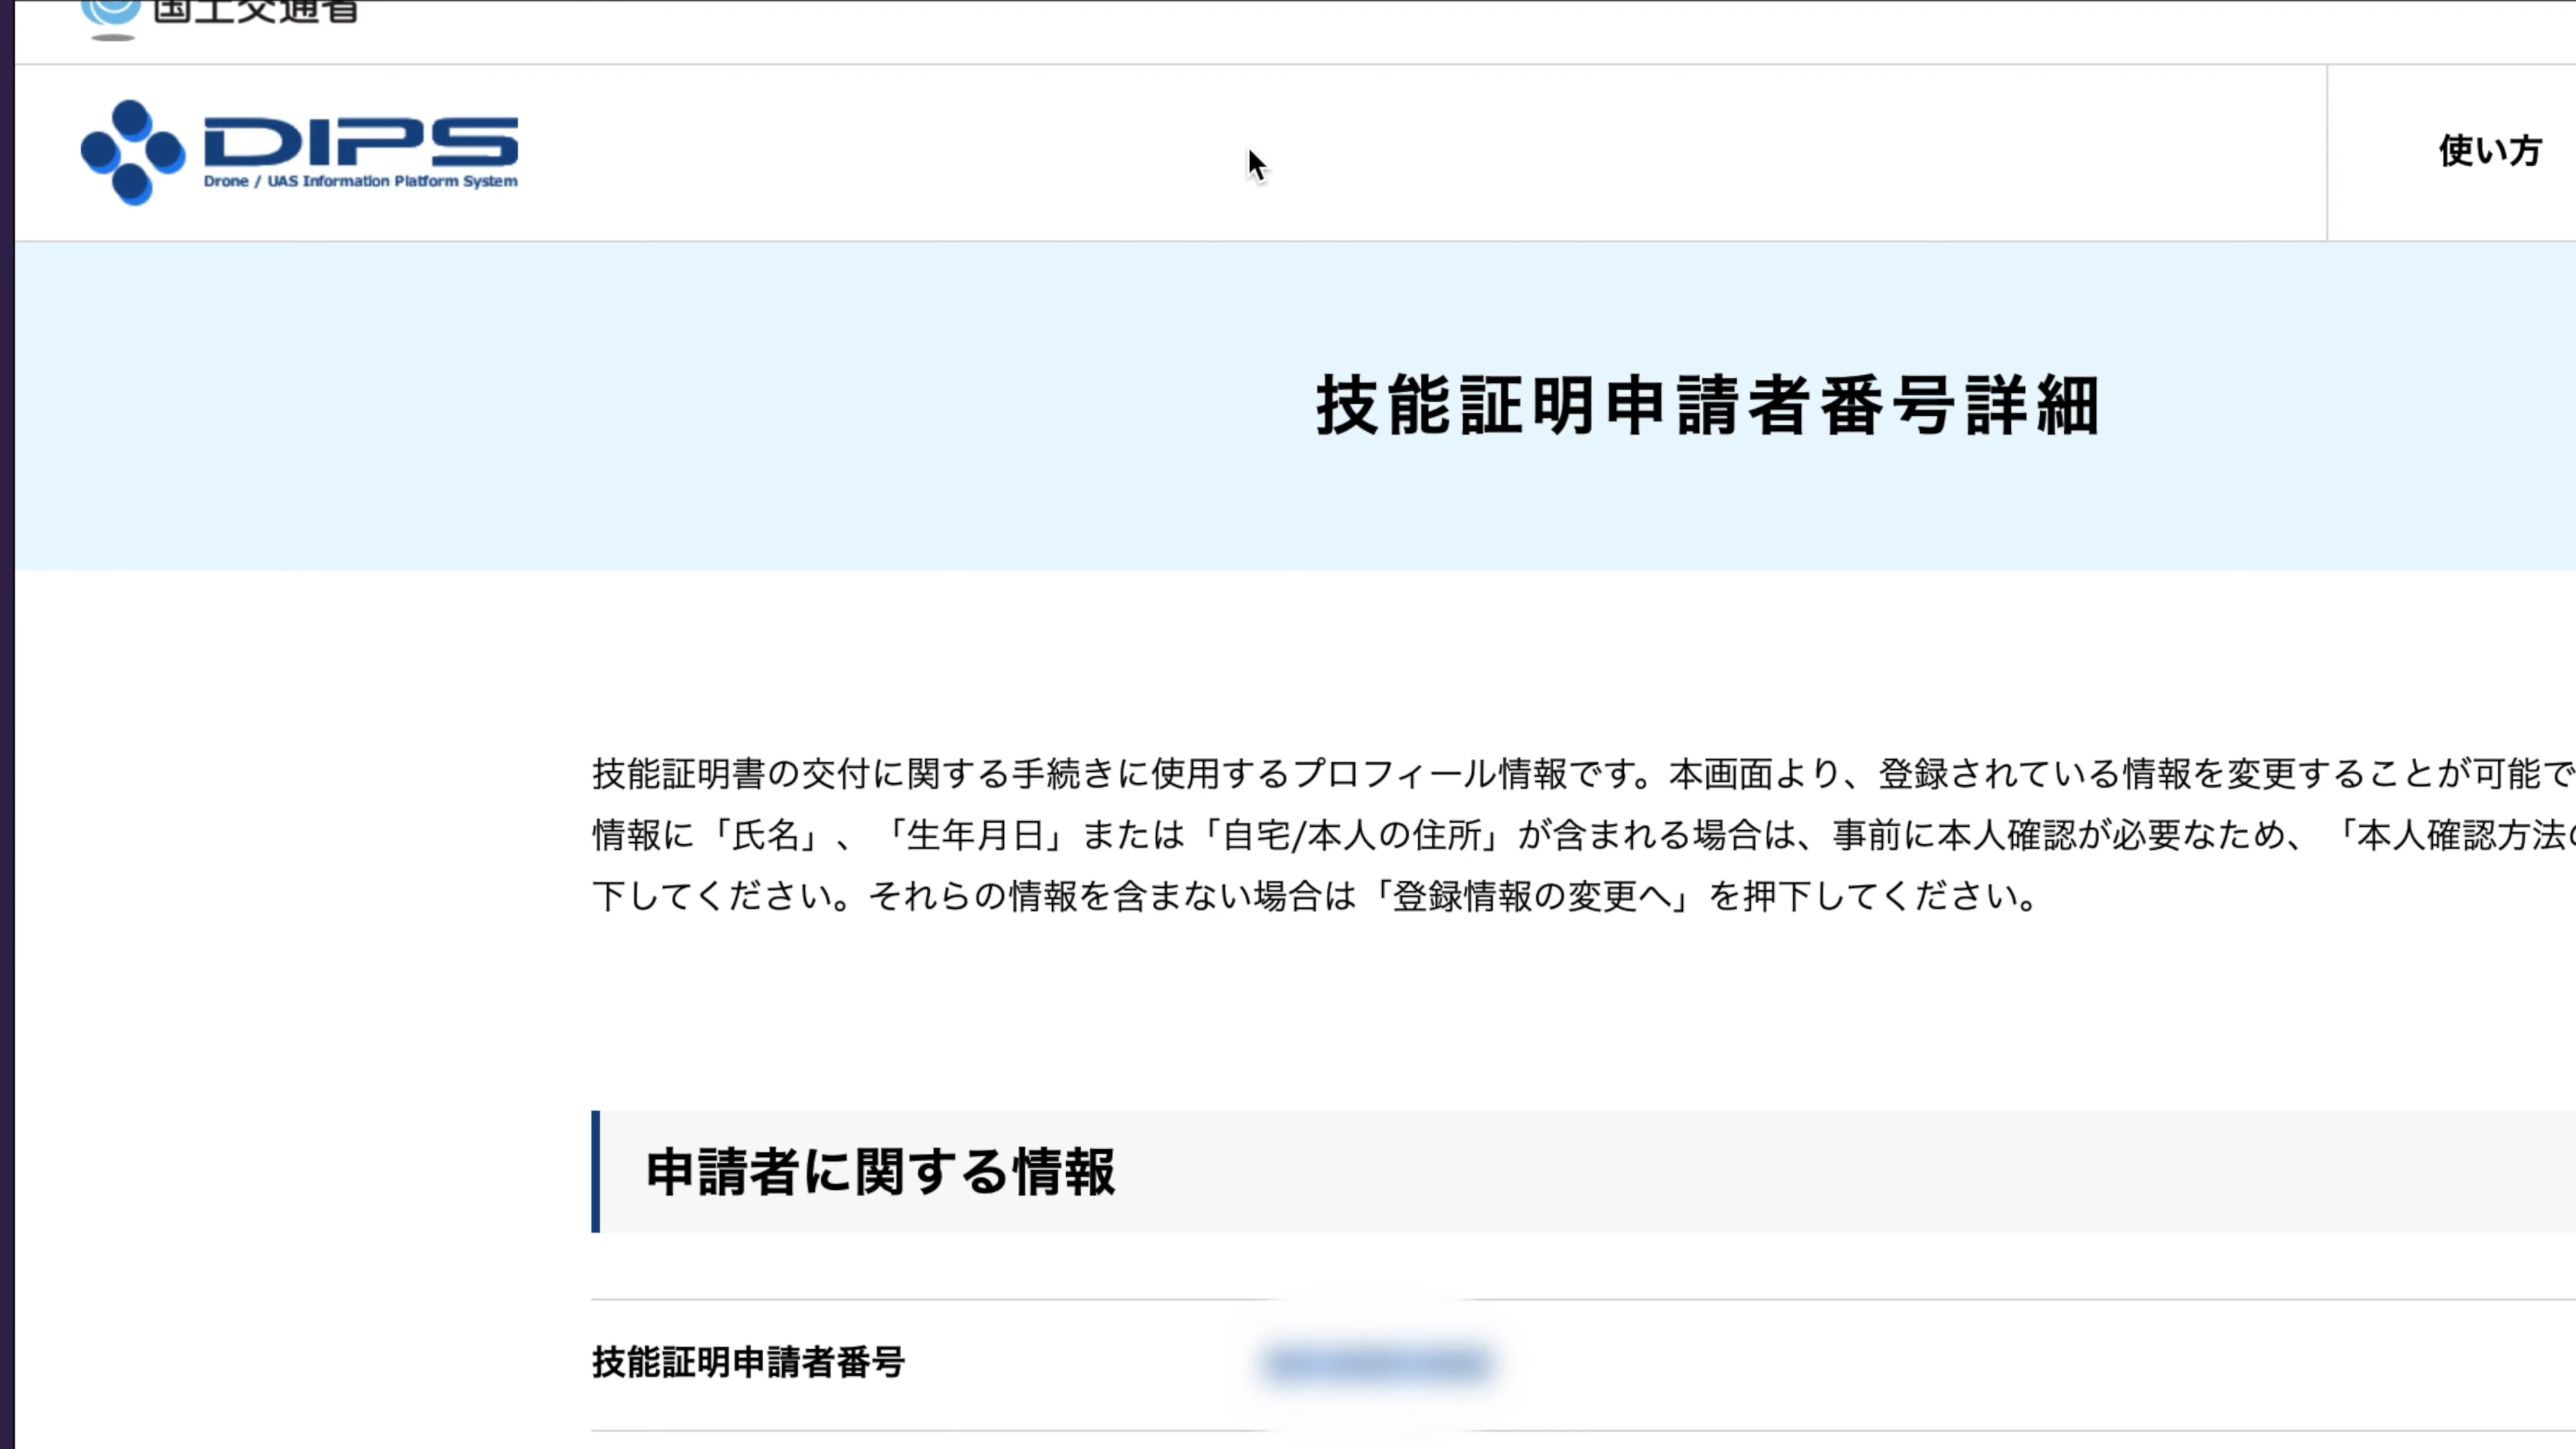 国土交通省
DIPS
Drone / UAS Information Platform System
使い方
技能証明申請者番号詳細
技能証明書の交付に関する手続きに使用するプロフィール情報です。本画面より、登録されている情報を変更することが可能で
情報に「氏名」、「生年月日」または「自宅/本人の住所」が含まれる場合は、事前に本人確認が必要なため、「本人確認方法の
下してください。それらの情報を含まない場合は「登録情報の変更へ」を押下してください。
申請者に関する情報
技能証明申請者番号